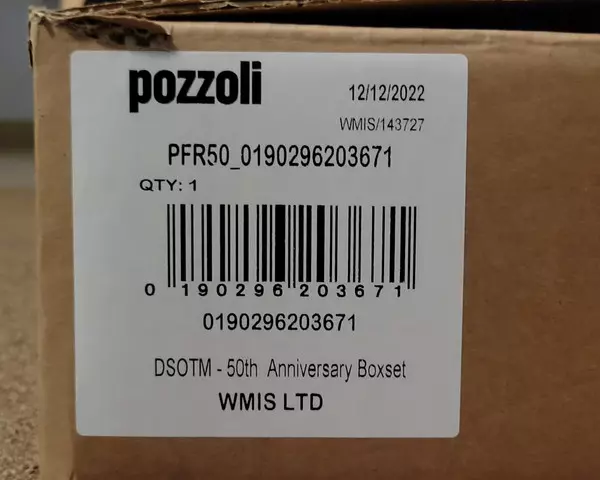 pozzoli
12/12/2022
WMIS/143727
PFR50_0190296203671
QTY: 1
0 190296 203671
0190296203671
DSOTM - 50th Anniversary Boxset
WMIS LTD